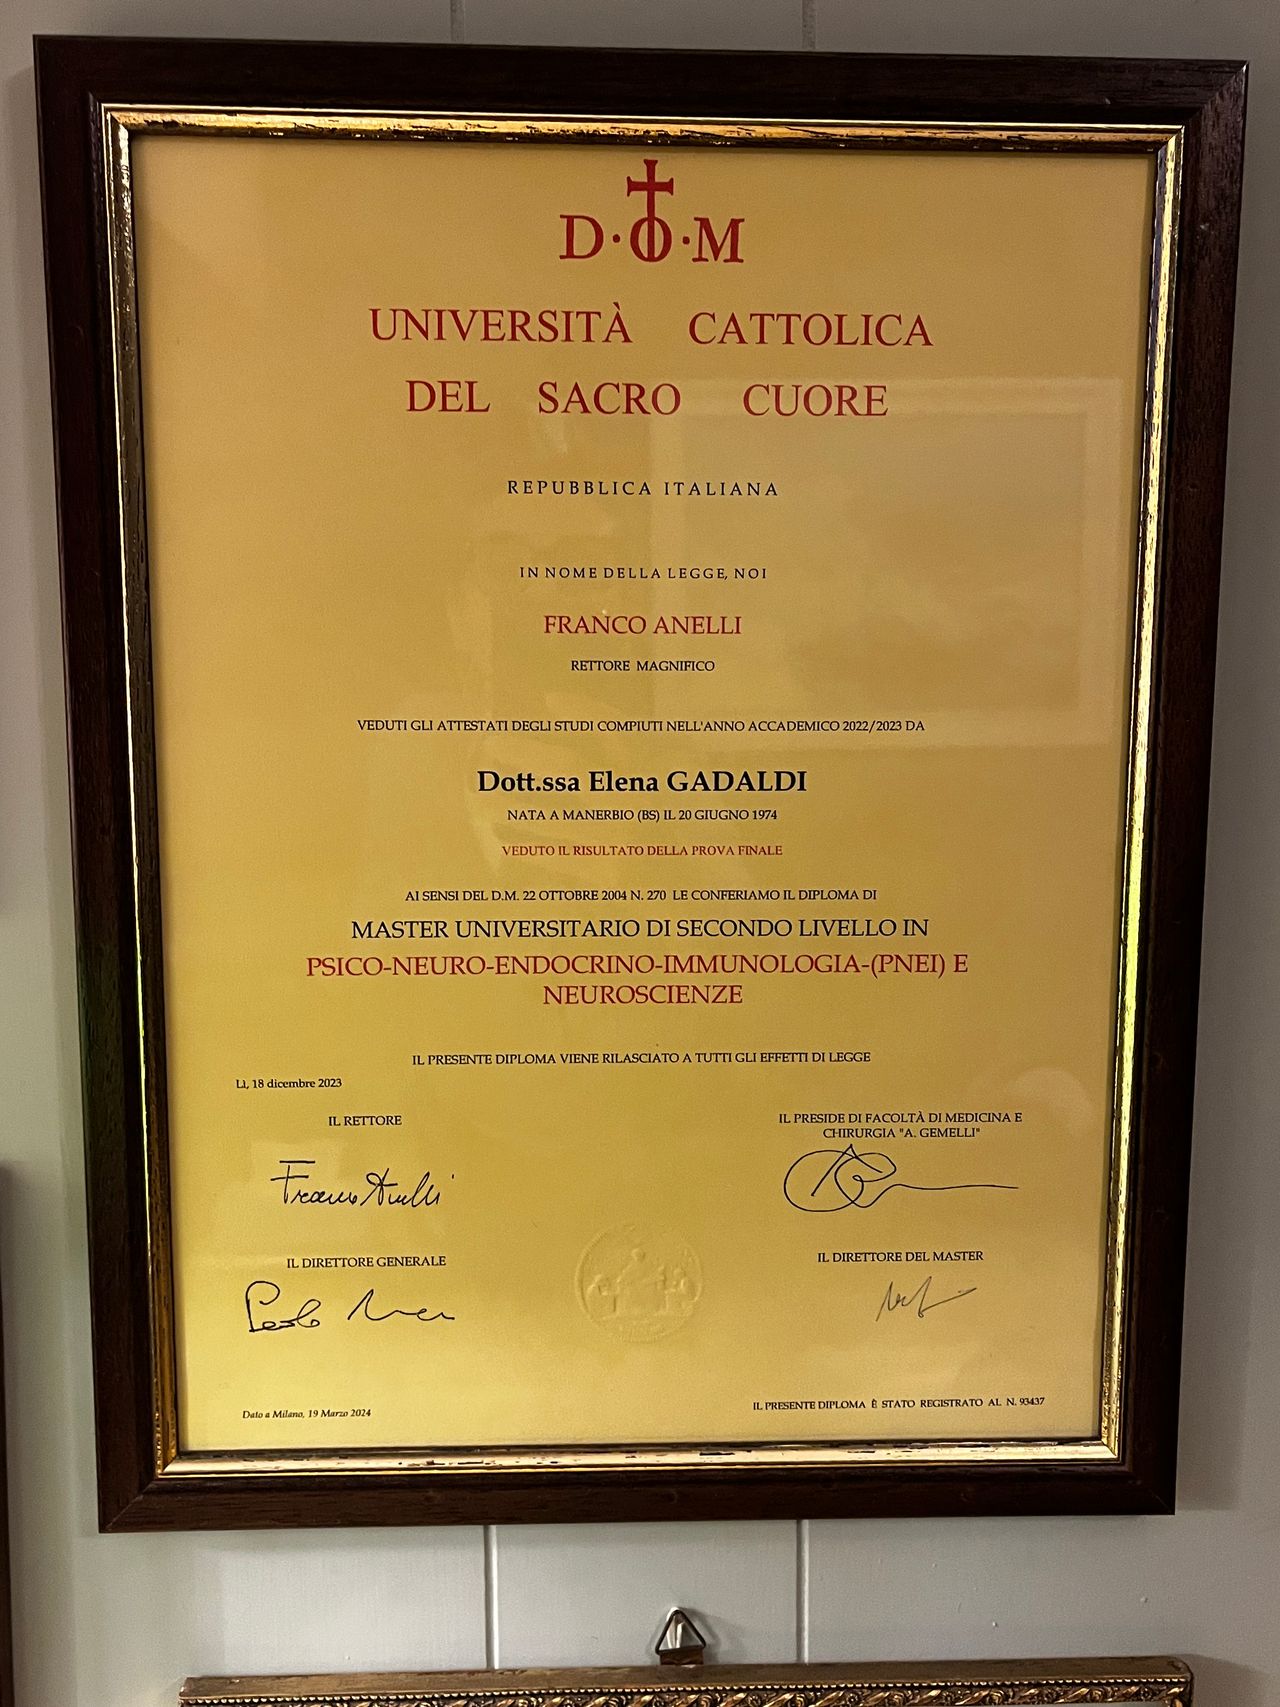 D·O·M
UNIVERSITÀ CATTOLICA
DEL SACRO CUORE
REPUBBLICA ITALIANA
IN NOME DELLA LEGGE, NOI
FRANCO ANELLI
RETTORE MAGNIFICO
VEDUTI GLI ATTESTATI DEGLI STUDI COMPIUTI NELL'ANNO ACCADEMICO 2022/2023 DA
Dott.ssa Elena GADALDI
NATA A MANERBIO (BS) IL 20 GIUGNO 1974
VEDUTO IL RISULTATO DELLA PROVA FINALE
AI SENSI DEL D.M. 22 OTTOBRE 2004 N. 270 LE CONFERIAMO IL DIPLOMA DI
MASTER UNIVERSITARIO DI SECONDO LIVELLO IN
PSICO-NEURO-ENDOCRINO-IMMUNOLOGIA-(PNEI) E
NEUROSCIENZE
IL PRESENTE DIPLOMA VIENE RILASCIATO A TUTTI GLI EFFETTI DI LEGGE
Lì, 18 dicembre 2023
IL RETTORE
Franco Anelli
IL PRESIDE DI FACOLTÀ DI MEDICINA E
CHIRURGIA "A. GEMELLI"
IL DIRETTORE GENERALE
Paolo
IL DIRETTORE DEL MASTER
Dato a Milano, 19 Marzo 2024
IL PRESENTE DIPLOMA È STATO REGISTRATO AL N. 93437